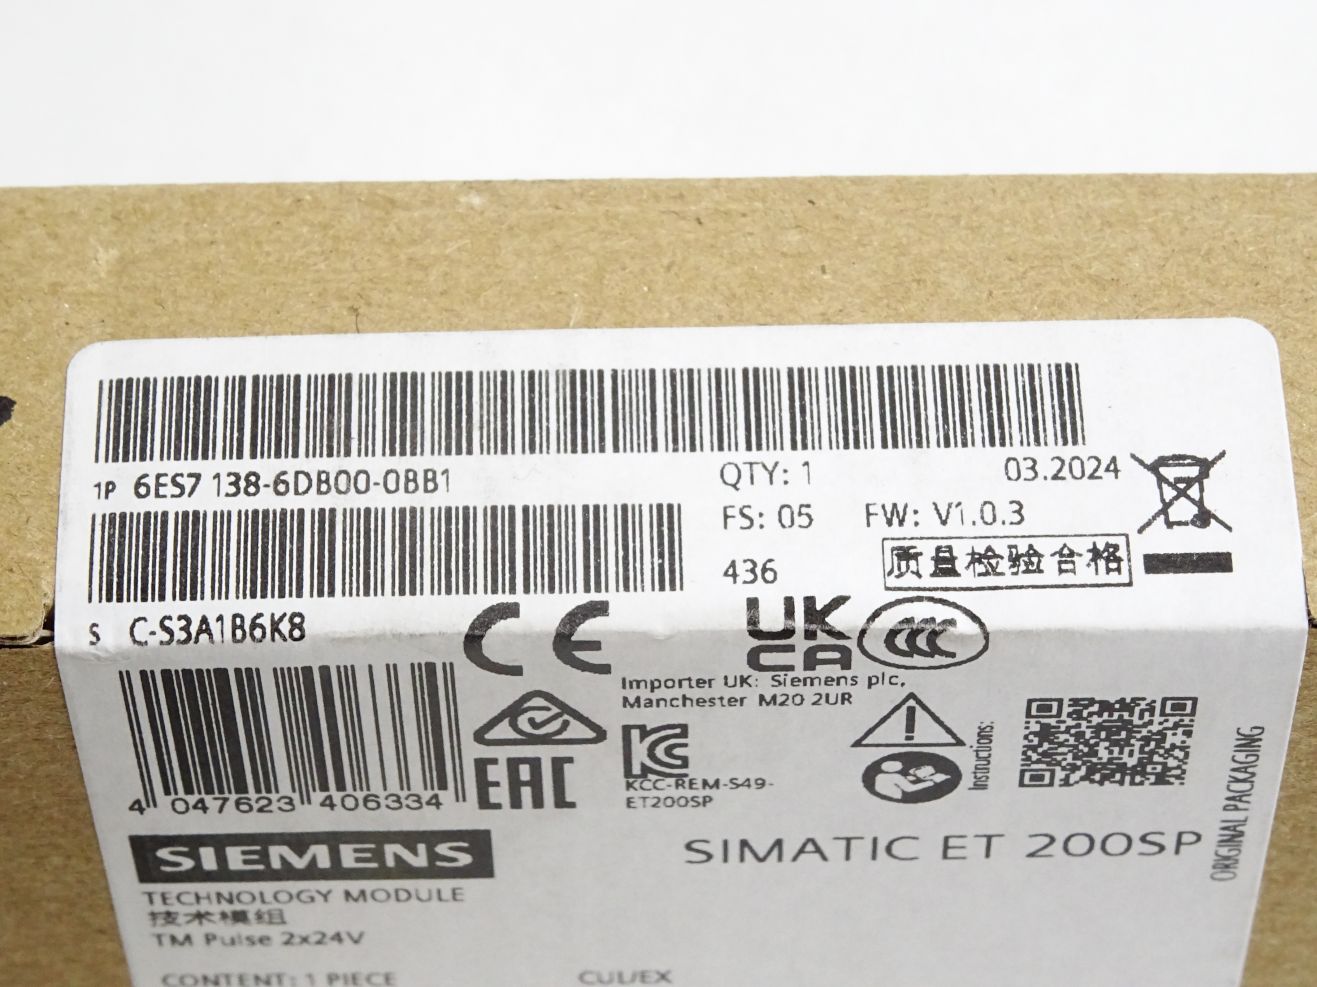 1P 6ES7 138-6DB00-0BB1
QTY: 1
03.2024
FS: 05
FW: V1.0.3
436
质量检验合格
S C-S3A1B6K8
CE
UK
CA
CCC
Importer UK: Siemens plc,
Manchester M20 2UR
KC
KCC-REM-S49-
ET200SP
EAC
Instructions:
4 047623 406334
ORIGINAL PACKAGING
SIEMENS
SIMATIC ET 200SP
TECHNOLOGY MODULE
技术模组
TM Pulse 2x24V
CONTENT: 1 PIECE
CUL/EX